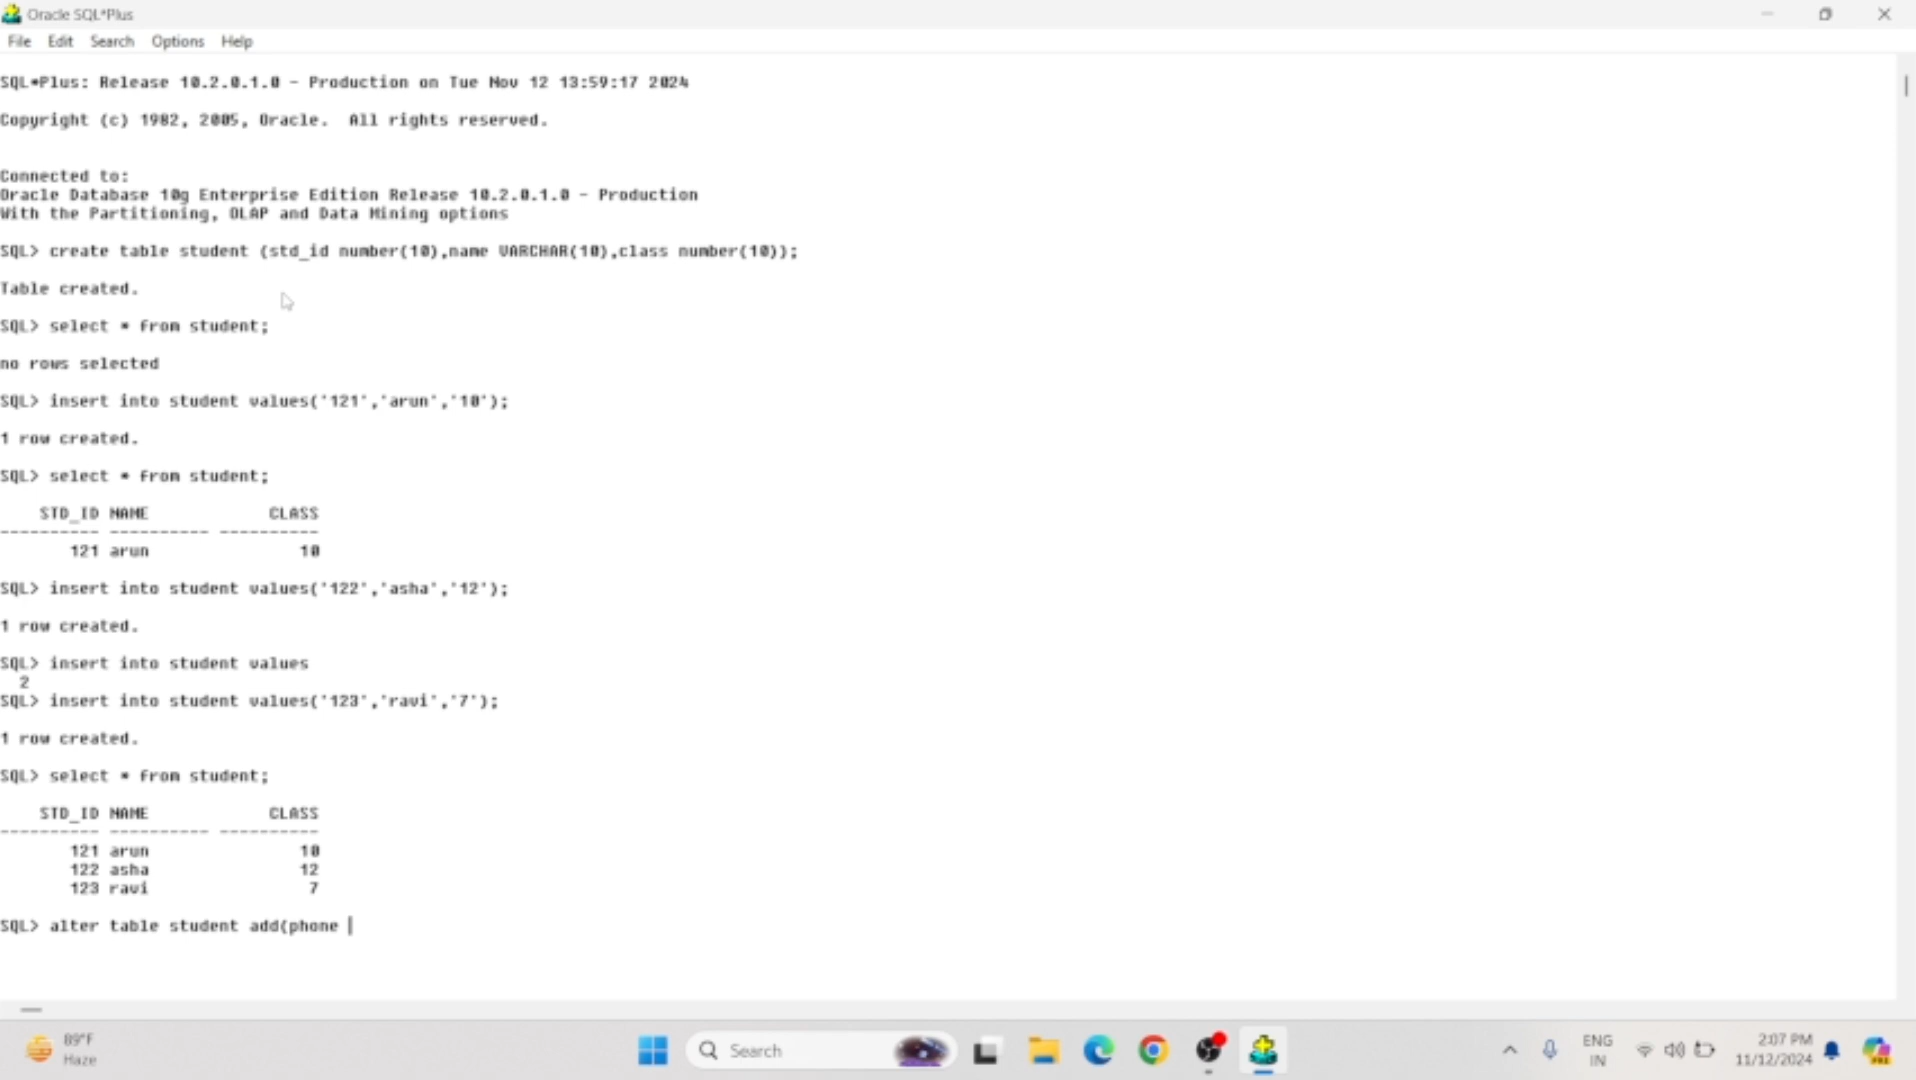 Oracle SQL*Plus
File Edit Search Options Help
SQL*Plus: Release 10.2.0.1.0 - Production on Tue Nov 12 13:59:17 2024
Copyright (c) 1982, 2005, Oracle.  All rights reserved.
Connected to:
Oracle Database 10g Enterprise Edition Release 10.2.0.1.0 - Production
With the Partitioning, OLAP and Data Mining options
SQL> create table student (std_id number(10),name VARCHAR(10),class number(10));
Table created.
SQL> select * from student;
no rows selected
SQL> insert into student values('121','arun','10');
1 row created.
SQL> select * from student;
STD_ID NAME CLASS
---------- ---------- ----------
121 arun 10
SQL> insert into student values('122','asha','12');
1 row created.
SQL> insert into student values
2
SQL> insert into student values('123','ravi','7');
1 row created.
SQL> select * from student;
STD_ID NAME CLASS
---------- ---------- ----------
121 arun 10
122 asha 12
123 ravi 7
SQL> alter table student add(phone
89°F
Haze
Search
ENG
IN
2:07 PM
11/12/2024